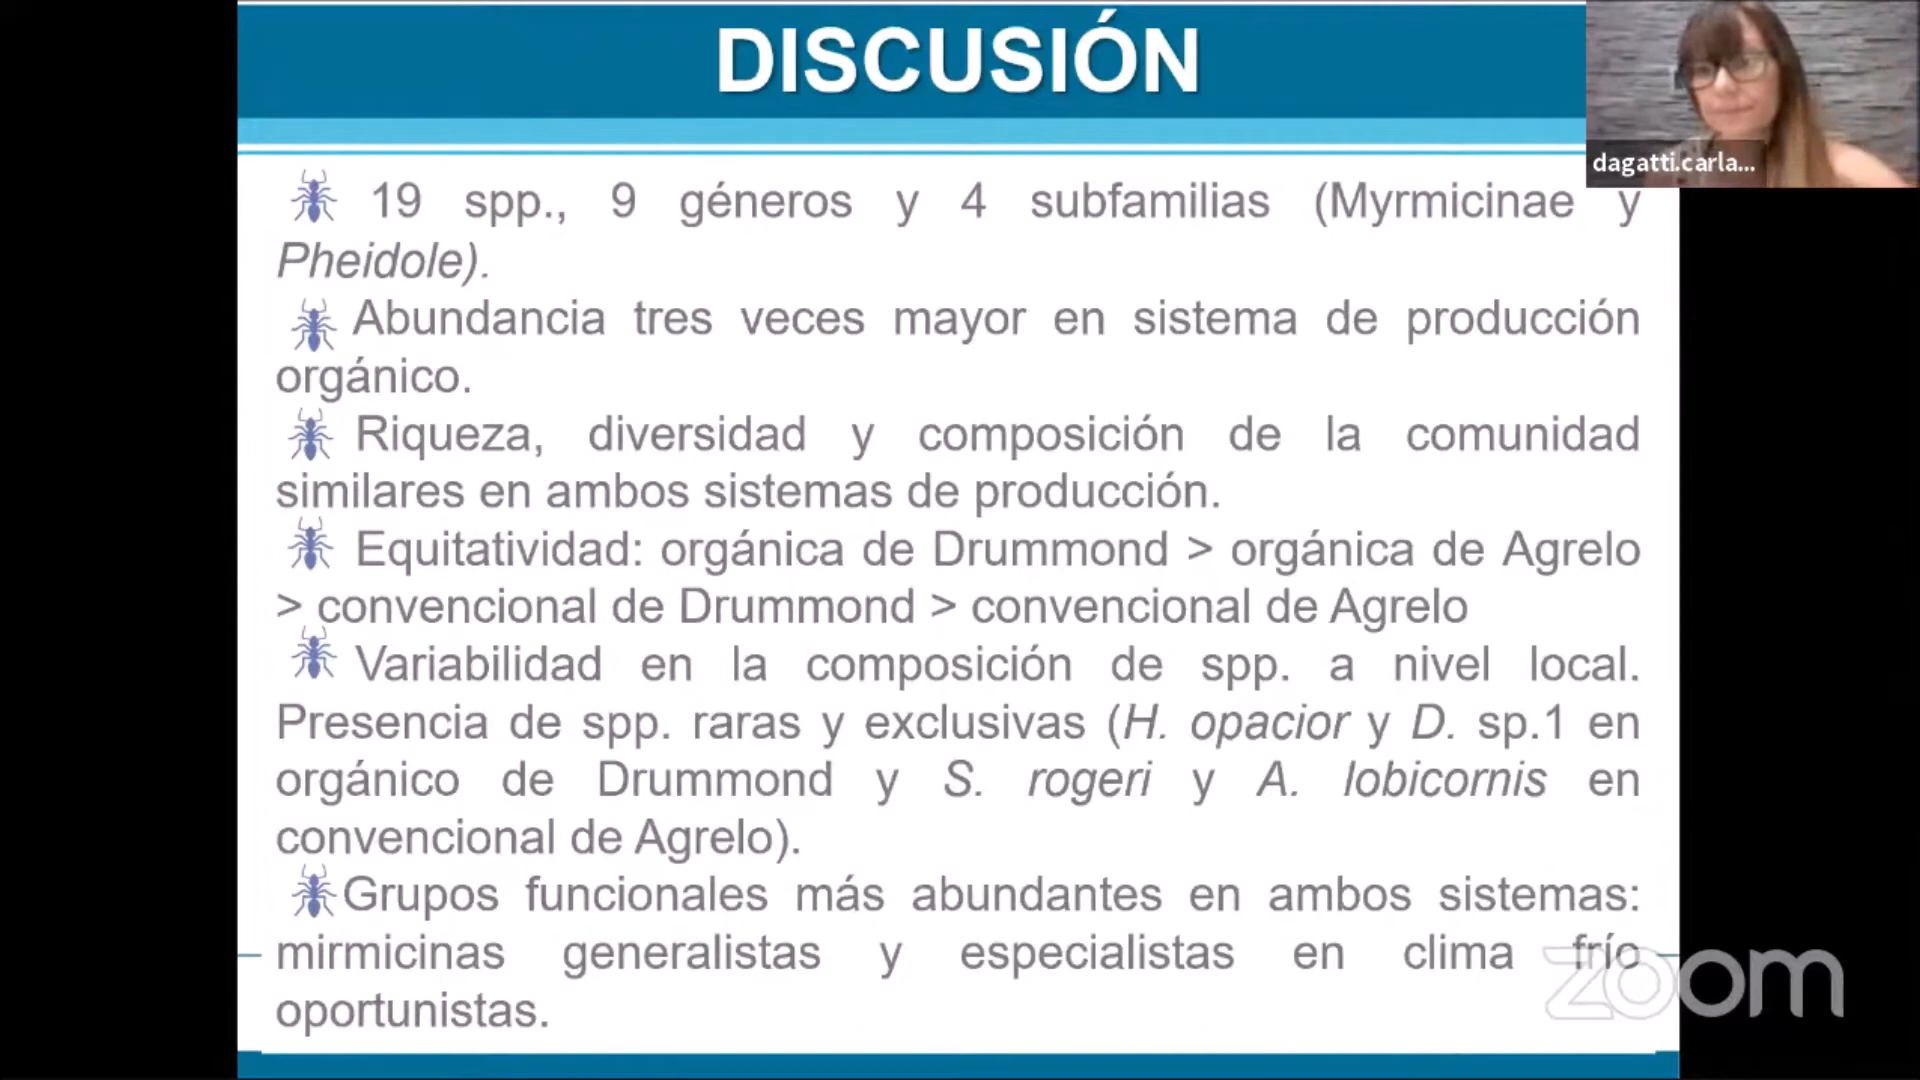 DISCUSIÓN
dagatti.carla...
19 spp., 9 géneros y 4 subfamilias (Myrmicinae y
Pheidole).
Abundancia tres veces mayor en sistema de producción
orgánico.
Riqueza, diversidad y composición de la comunidad
similares en ambos sistemas de producción.
Equitatividad: orgánica de Drummond > orgánica de Agrelo
> convencional de Drummond > convencional de Agrelo
Variabilidad en la composición de spp. a nivel local.
Presencia de spp. raras y exclusivas (H. opacior y D. sp.1 en
orgánico de Drummond y S. rogeri y A. lobicornis en
convencional de Agrelo).
Grupos funcionales más abundantes en ambos sistemas:
mirmicinas generalistas y especialistas en clima frío
oportunistas.
zoom